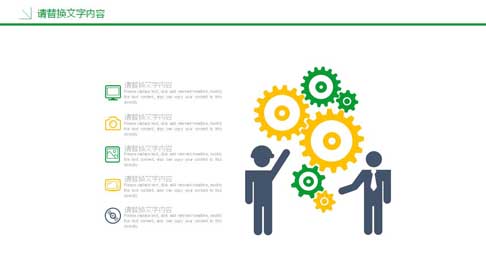 请替换文字内容
请替换文字内容
Please replace text, click add relevant headline, modify
the text content, also can copy your content to this
directly.
请替换文字内容
Please replace text, click add relevant headline, modify
the text content, also can copy your content to this
directly.
请替换文字内容
Please replace text, click add relevant headline, modify
the text content, also can copy your content to this
directly.
请替换文字内容
Please replace text, click add relevant headline, modify
the text content, also can copy your content to this
directly.
请替换文字内容
Please replace text, click add relevant headline, modify
the text content, also can copy your content to this
directly.